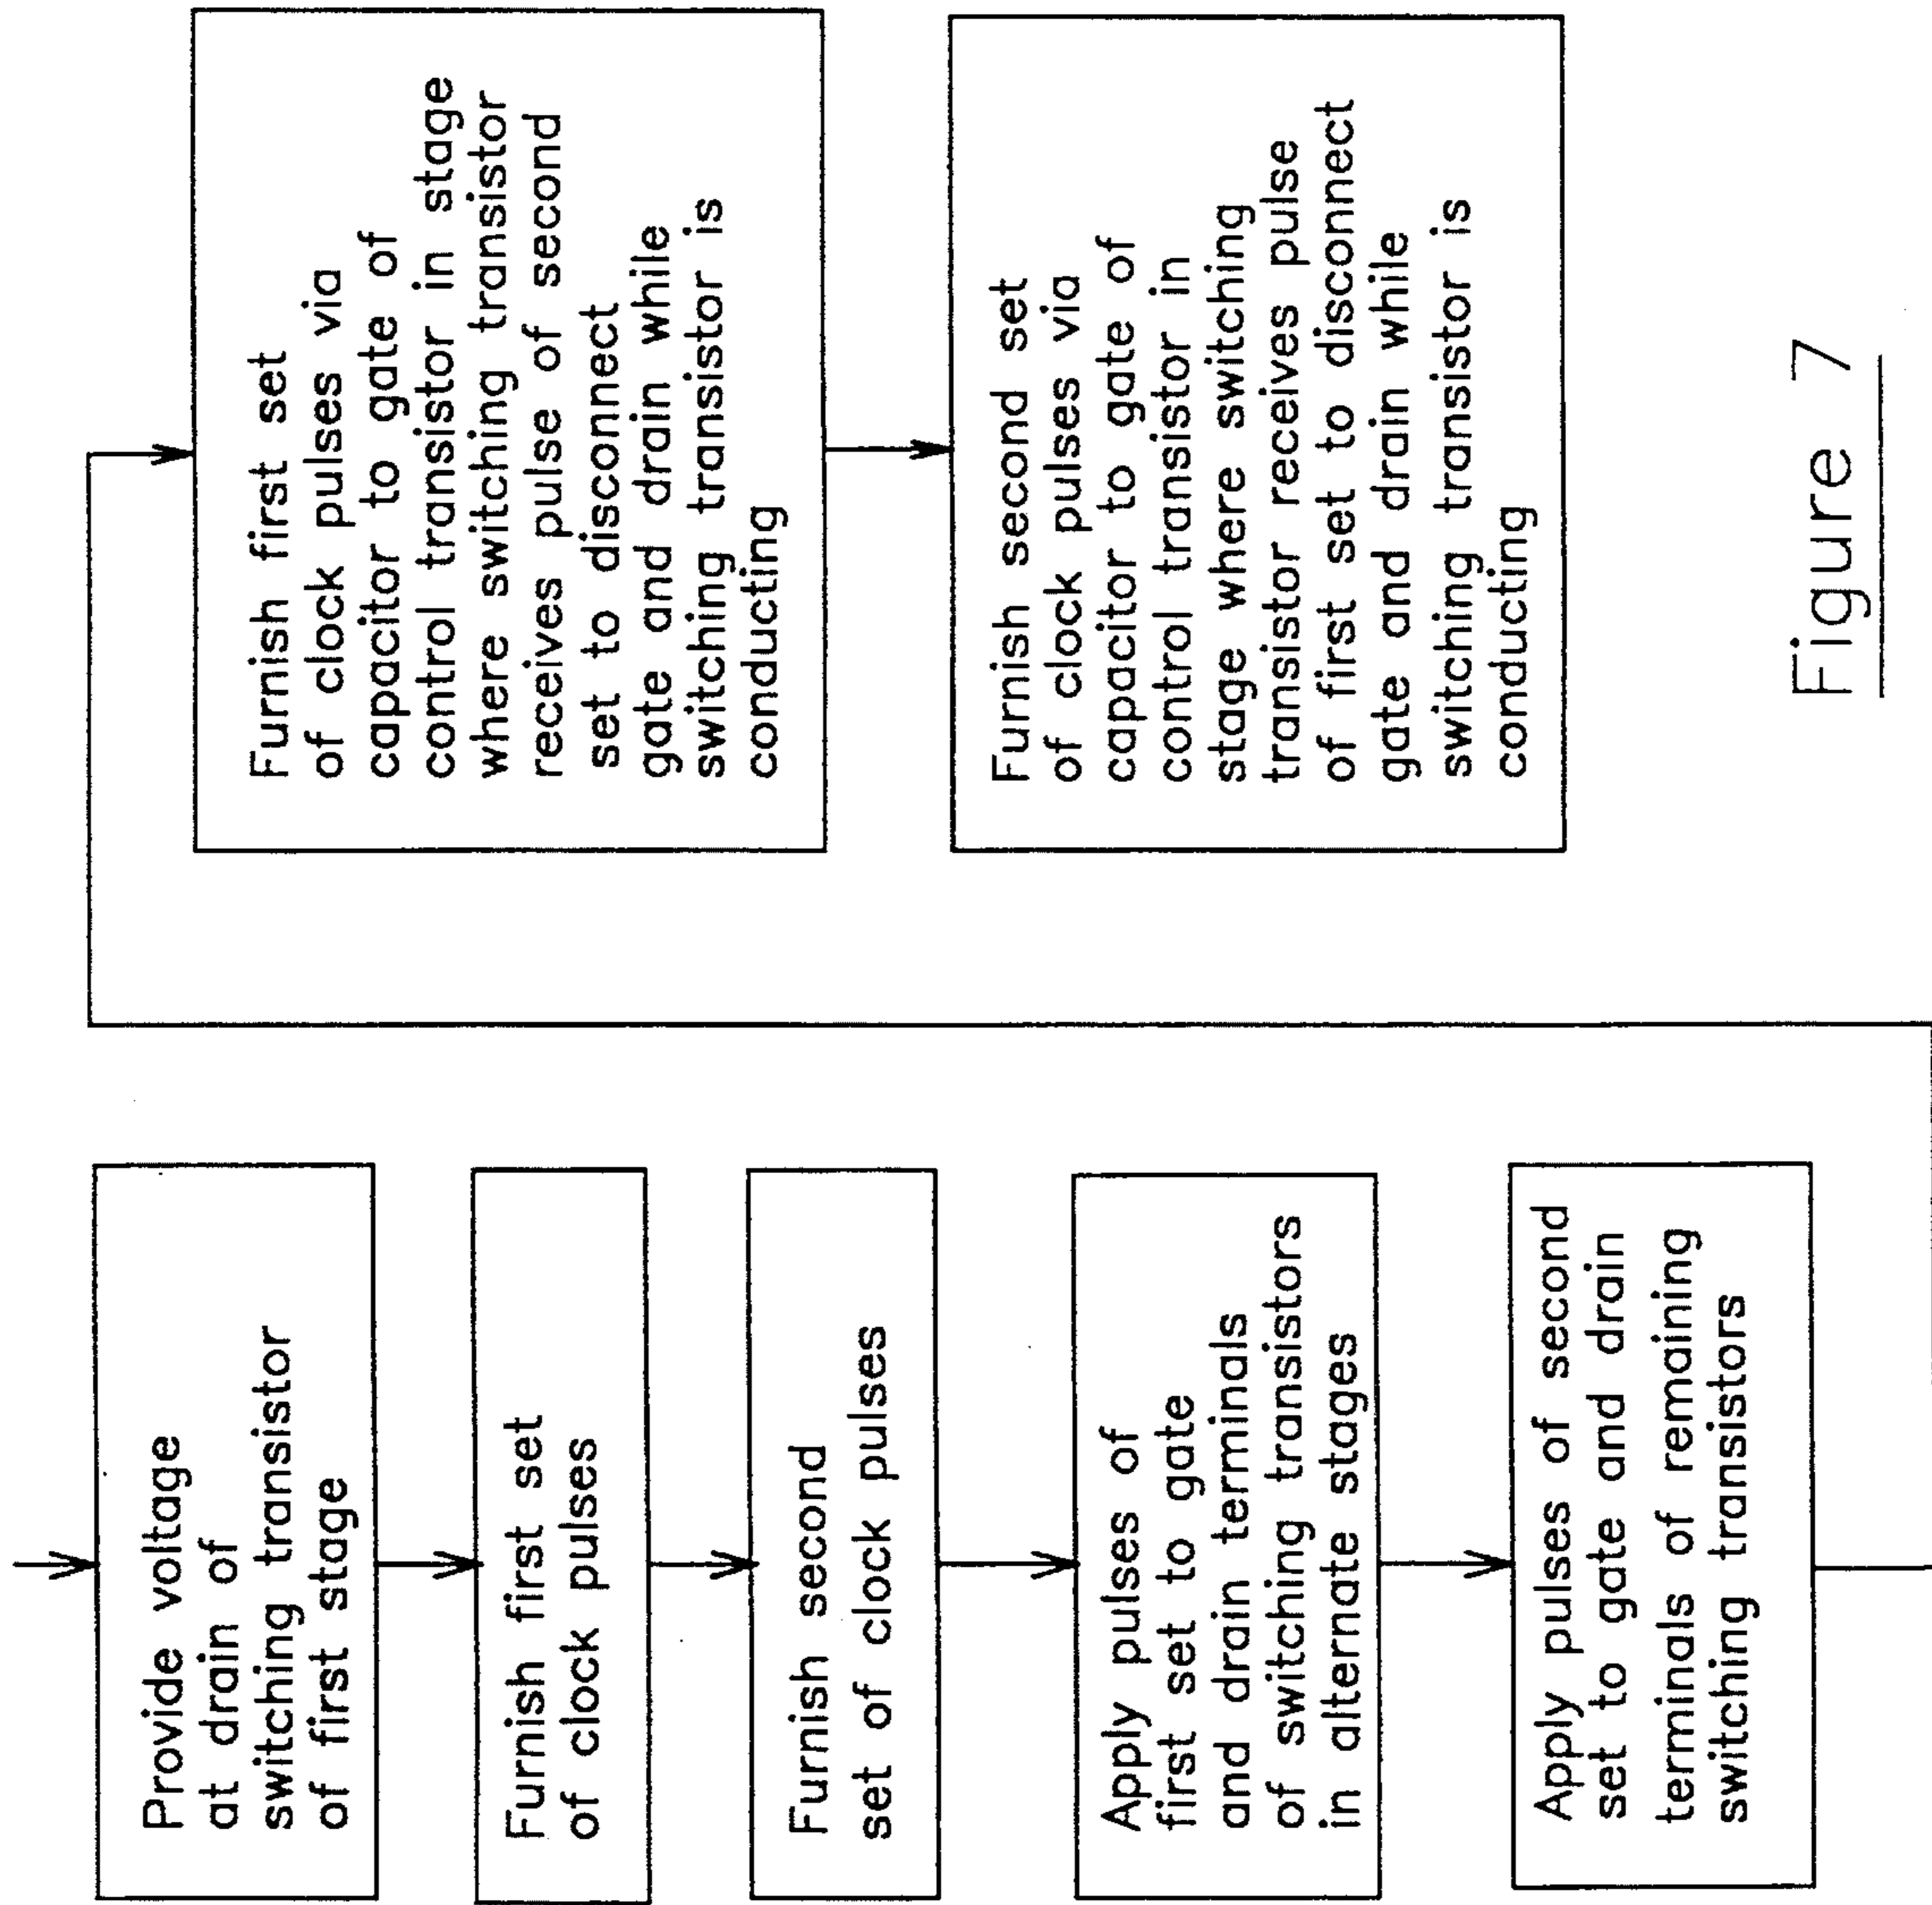 Provide voltage
at drain of
switching transistor
of first stage
Furnish first set
of clock pulses
Furnish second
set of clock pulses
Apply pulses of
first set to gate
and drain terminals
of switching transistors
in alternate stages
Apply pulses of second
set to gate and drain
terminals of remaining
switching transistors
Furnish first set
of clock pulses via
capacitor to gate of
control transistor in stage
where switching transistor
receives pulse of second
set to disconnect
gate and drain while
switching transistor is
conducting
Furnish second set
of clock pulses via
capacitor to gate of
control transistor in
stage where switching
transistor receives pulse
of first set to disconnect
gate and drain while
switching transistor is
conducting
Figure 7